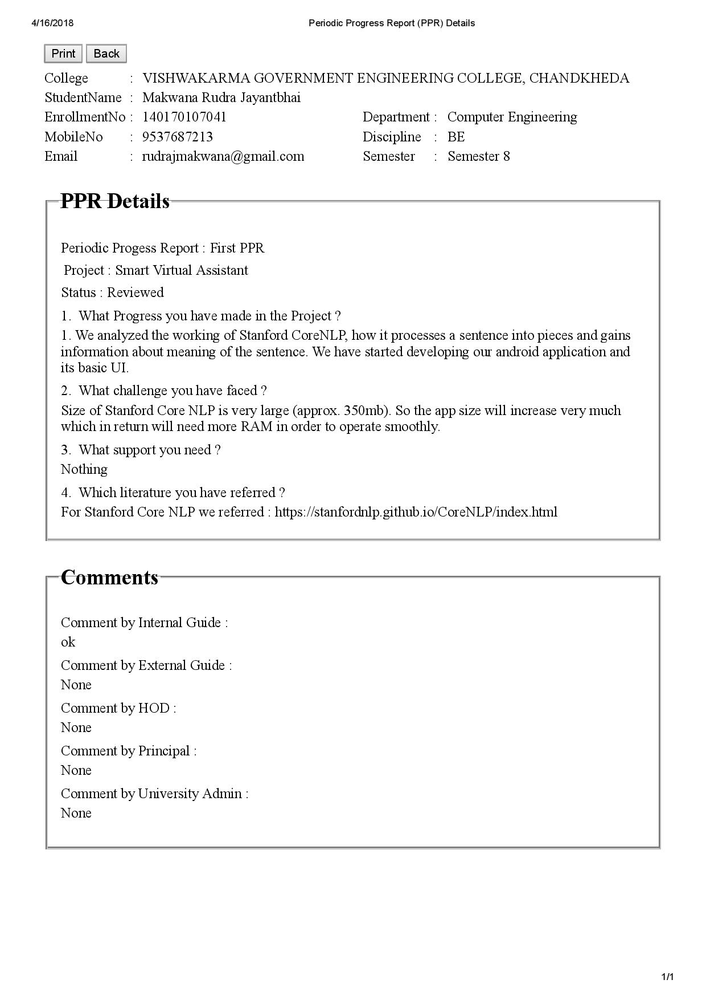 4/16/2018 Periodic Progress Report (PPR) Details
Print Back
College : VISHWAKARMA GOVERNMENT ENGINEERING COLLEGE, CHANDKHEDA
StudentName : Makwana Rudra Jayantbhai
EnrollmentNo : 140170107041 Department : Computer Engineering
MobileNo : 9537687213 Discipline : BE
Email : rudrajmakwana@gmail.com Semester : Semester 8
PPR Details
Periodic Progess Report : First PPR
Project : Smart Virtual Assistant
Status : Reviewed
1. What Progress you have made in the Project ?
1. We analyzed the working of Stanford CoreNLP, how it processes a sentence into pieces and gains
information about meaning of the sentence. We have started developing our android application and
its basic UI.
2. What challenge you have faced ?
Size of Stanford Core NLP is very large (approx. 350mb). So the app size will increase very much
which in return will need more RAM in order to operate smoothly.
3. What support you need ?
Nothing
4. Which literature you have referred ?
For Stanford Core NLP we referred : https://stanfordnlp.github.io/CoreNLP/index.html
Comments
Comment by Internal Guide :
ok
Comment by External Guide :
None
Comment by HOD :
None
Comment by Principal :
None
Comment by University Admin :
None
1/1